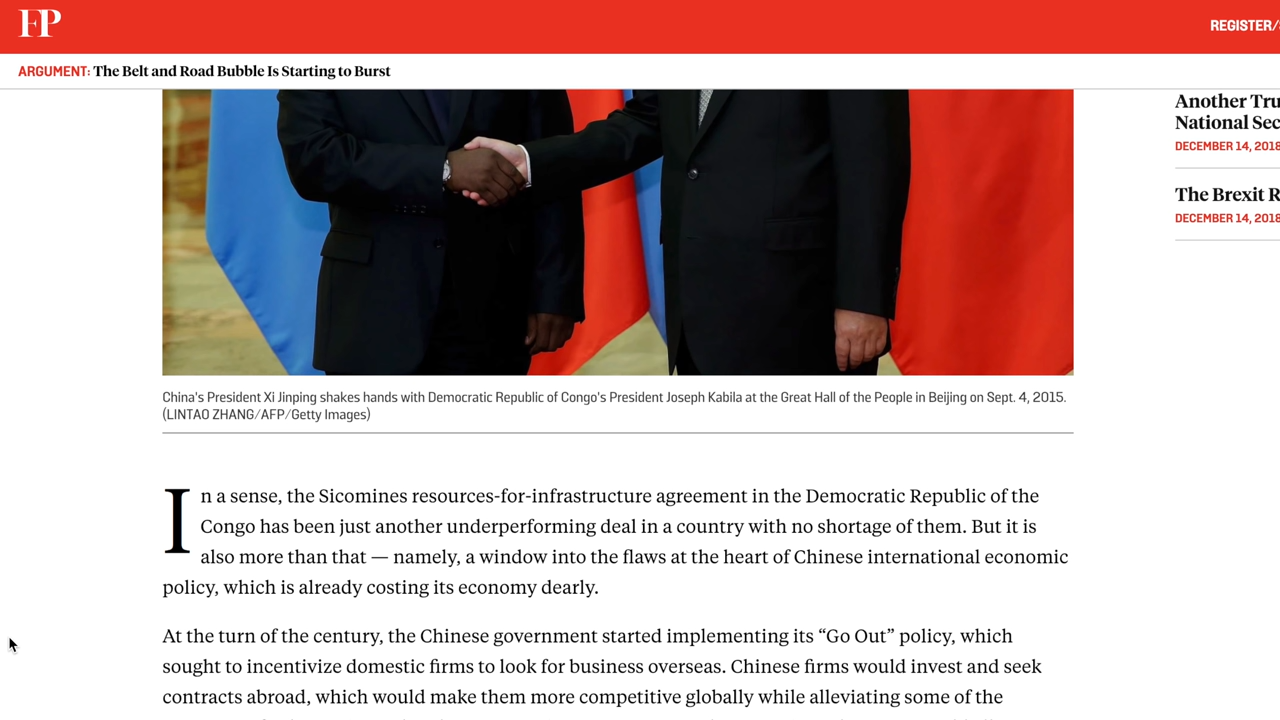 FP
REGISTER/
ARGUMENT: The Belt and Road Bubble Is Starting to Burst
Another Tru
National Sec
DECEMBER 14, 2018
The Brexit R
DECEMBER 14, 2018
China's President Xi Jinping shakes hands with Democratic Republic of Congo's President Joseph Kabila at the Great Hall of the People in Beijing on Sept. 4, 2015.
(LINTAO ZHANG/AFP/Getty Images)
In a sense, the Sicomines resources-for-infrastructure agreement in the Democratic Republic of the
Congo has been just another underperforming deal in a country with no shortage of them. But it is
also more than that — namely, a window into the flaws at the heart of Chinese international economic
policy, which is already costing its economy dearly.
At the turn of the century, the Chinese government started implementing its “Go Out” policy, which
sought to incentivize domestic firms to look for business overseas. Chinese firms would invest and seek
contracts abroad, which would make them more competitive globally while alleviating some of the